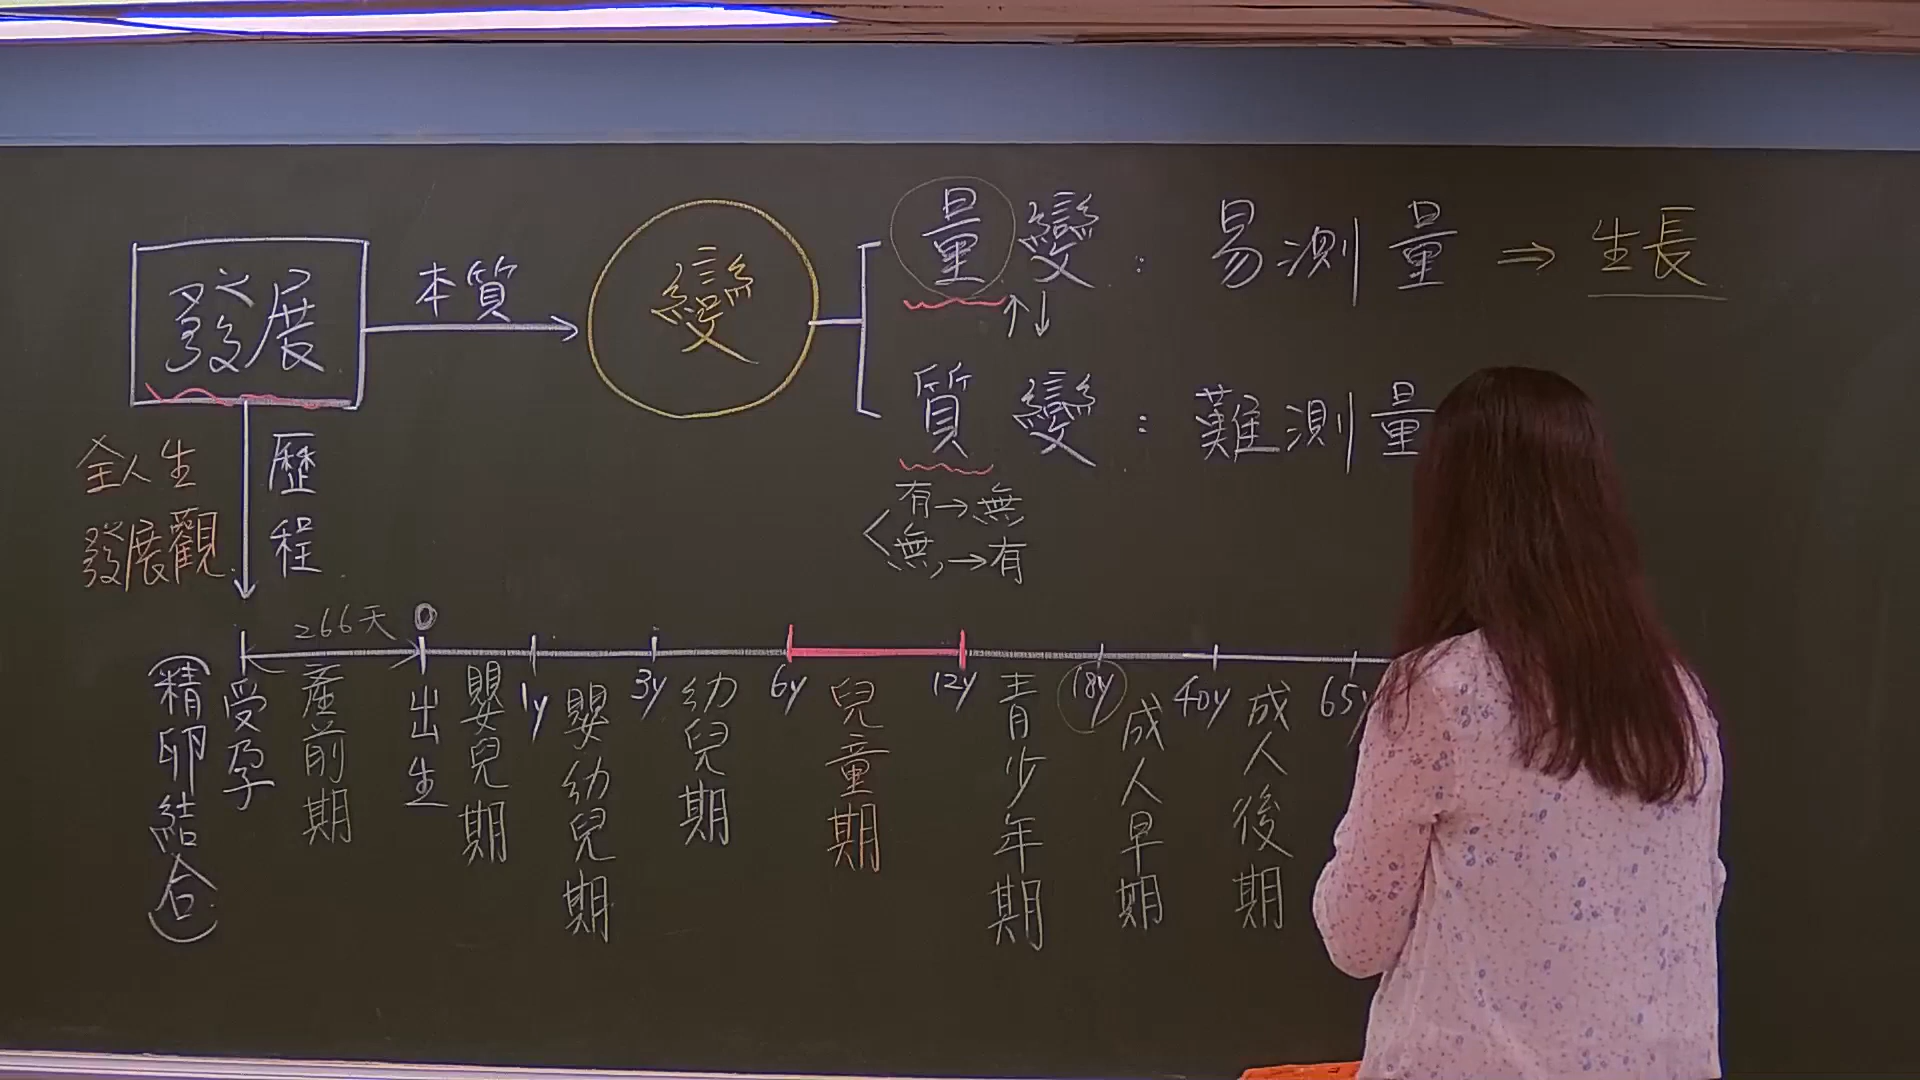 發展
本質
變
量變：易測量⇒生長
↑↓
質變：難測量
有→無
無→有
全人生
發展觀
歷程
266天
0
1y
3y
6y
12y
18y
40y
65y
(精卵結合)
受孕
產前期
出生
嬰兒期
嬰幼兒期
幼兒期
兒童期
青少年期
成人早期
成人後期